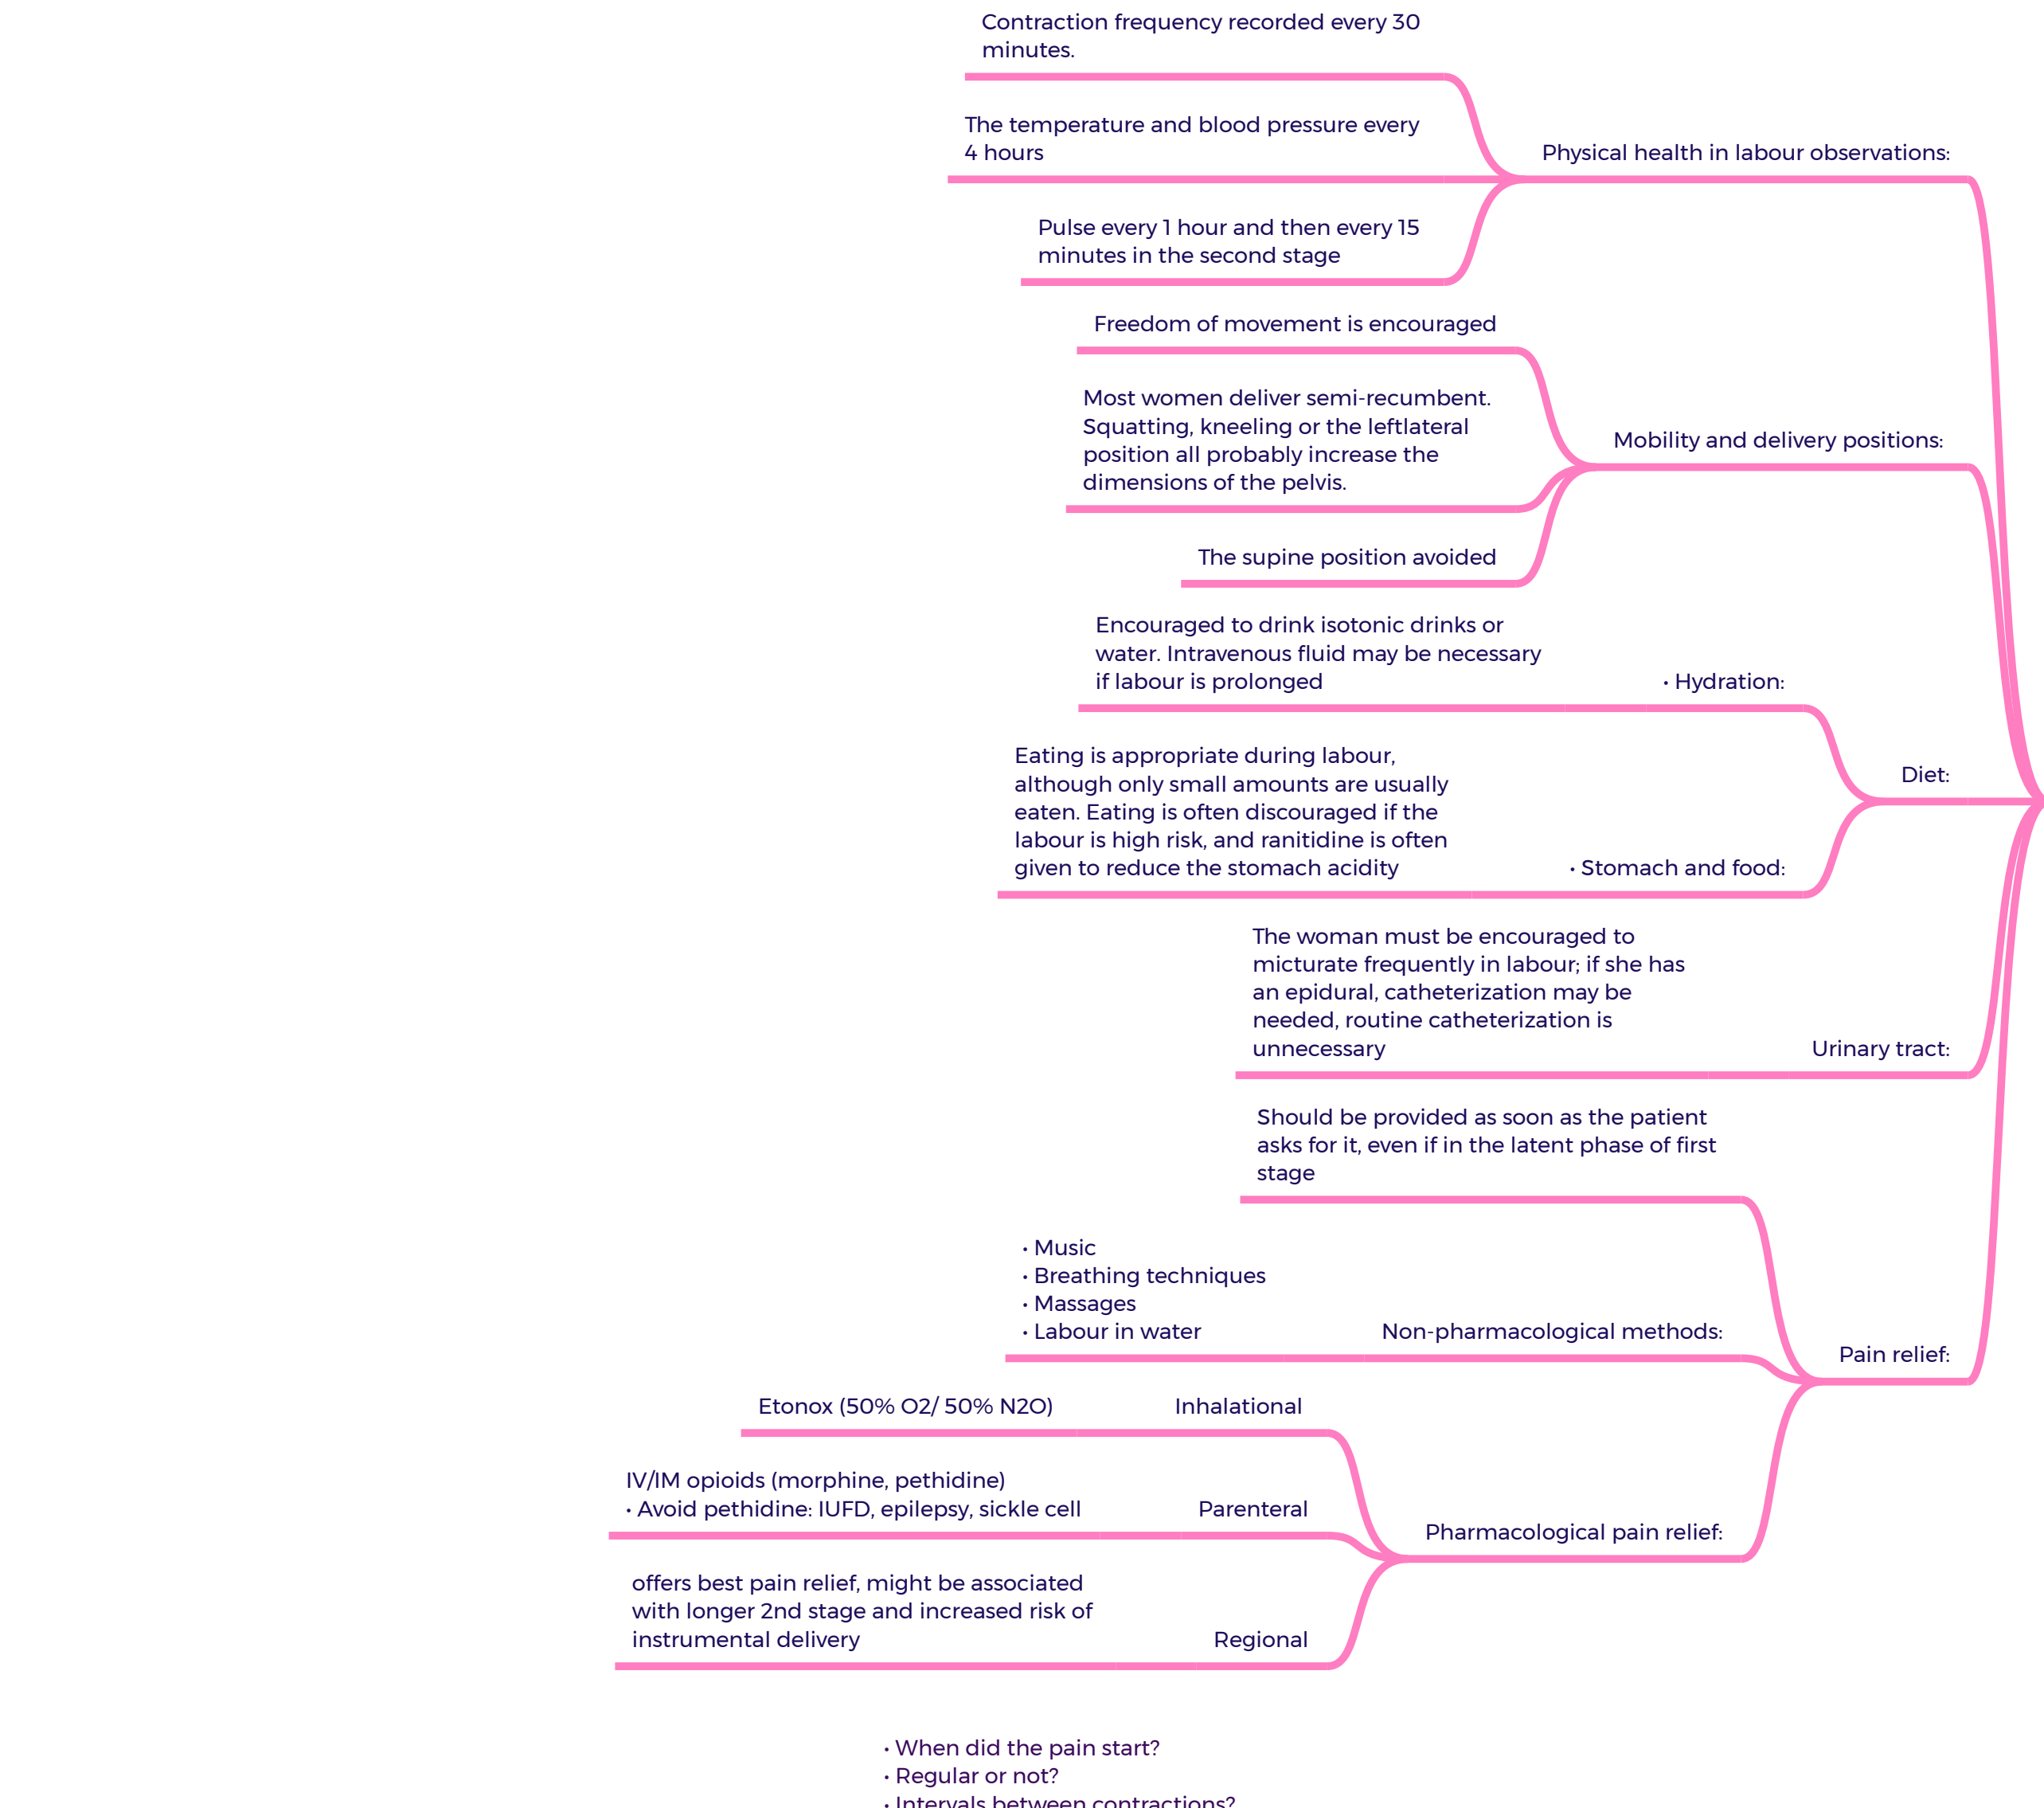 Contraction frequency recorded every 30
minutes.
The temperature and blood pressure every
4 hours
Physical health in labour observations:
Pulse every 1 hour and then every 15
minutes in the second stage
Freedom of movement is encouraged
Most women deliver semi-recumbent.
Squatting, kneeling or the leftlateral
position all probably increase the
dimensions of the pelvis.
Mobility and delivery positions:
The supine position avoided
Encouraged to drink isotonic drinks or
water. Intravenous fluid may be necessary
if labour is prolonged
• Hydration:
Diet:
Eating is appropriate during labour,
although only small amounts are usually
eaten. Eating is often discouraged if the
labour is high risk, and ranitidine is often
given to reduce the stomach acidity
• Stomach and food:
The woman must be encouraged to
micturate frequently in labour; if she has
an epidural, catheterization may be
needed, routine catheterization is
unnecessary
Urinary tract:
Should be provided as soon as the patient
asks for it, even if in the latent phase of first
stage
• Music
• Breathing techniques
• Massages
• Labour in water
Non-pharmacological methods:
Pain relief:
Etonox (50% O2/ 50% N2O)
Inhalational
IV/IM opioids (morphine, pethidine)
• Avoid pethidine: IUFD, epilepsy, sickle cell
Parenteral
Pharmacological pain relief:
offers best pain relief, might be associated
with longer 2nd stage and increased risk of
instrumental delivery
Regional
• When did the pain start?
• Regular or not?
• Intervals between contractions?